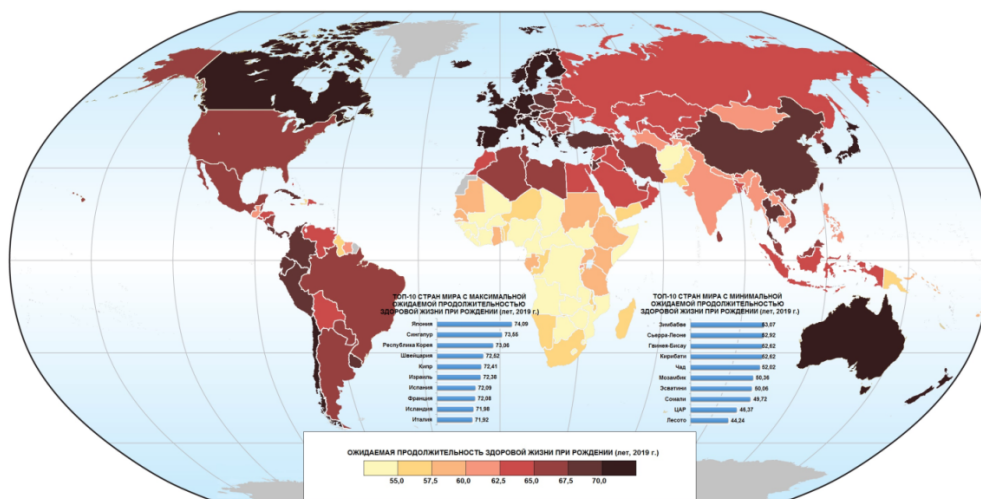 ТОП-10 СТРАН МИРА С МАКСИМАЛЬНОЙ
ОЖИДАЕМОЙ ПРОДОЛЖИТЕЛЬНОСТЬЮ
ЗДОРОВОЙ ЖИЗНИ ПРИ РОЖДЕНИИ (лет, 2019 г.)
Япония 74,09
Сингапур 73,55
Республика Корея 73,06
Швейцария 72,52
Кипр 72,41
Израиль 72,38
Испания 72,09
Франция 72,08
Исландия 71,98
Италия 71,92
ТОП-10 СТРАН МИРА С МИНИМАЛЬНОЙ
ОЖИДАЕМОЙ ПРОДОЛЖИТЕЛЬНОСТЬЮ
ЗДОРОВОЙ ЖИЗНИ ПРИ РОЖДЕНИИ (лет, 2019 г.)
Зимбабве 53,07
Сьерра-Леоне 52,92
Гвинея-Бисау 52,62
Кирибати 52,62
Чад 52,02
Мозамбик 50,36
Эсватини 50,06
Сомали 49,72
ЦАР 46,37
Лесото 44,24
ОЖИДАЕМАЯ ПРОДОЛЖИТЕЛЬНОСТЬ ЗДОРОВОЙ ЖИЗНИ ПРИ РОЖДЕНИИ (лет, 2019 г.)
55,0 57,5 60,0 62,5 65,0 67,5 70,0